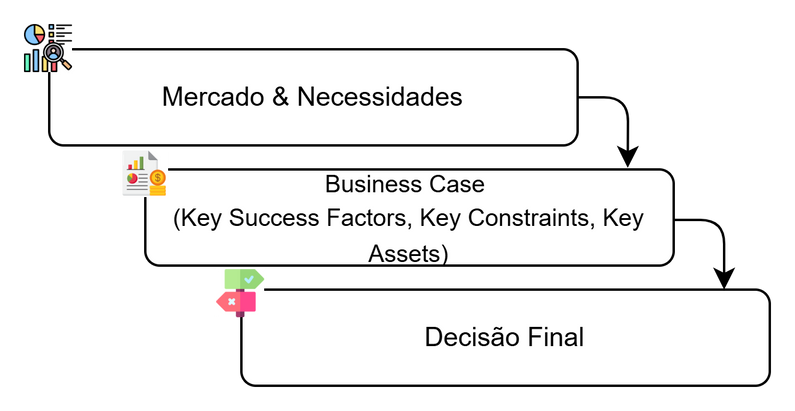 Mercado & Necessidades
Business Case
(Key Success Factors, Key Constraints, Key
Assets)
Decisão Final